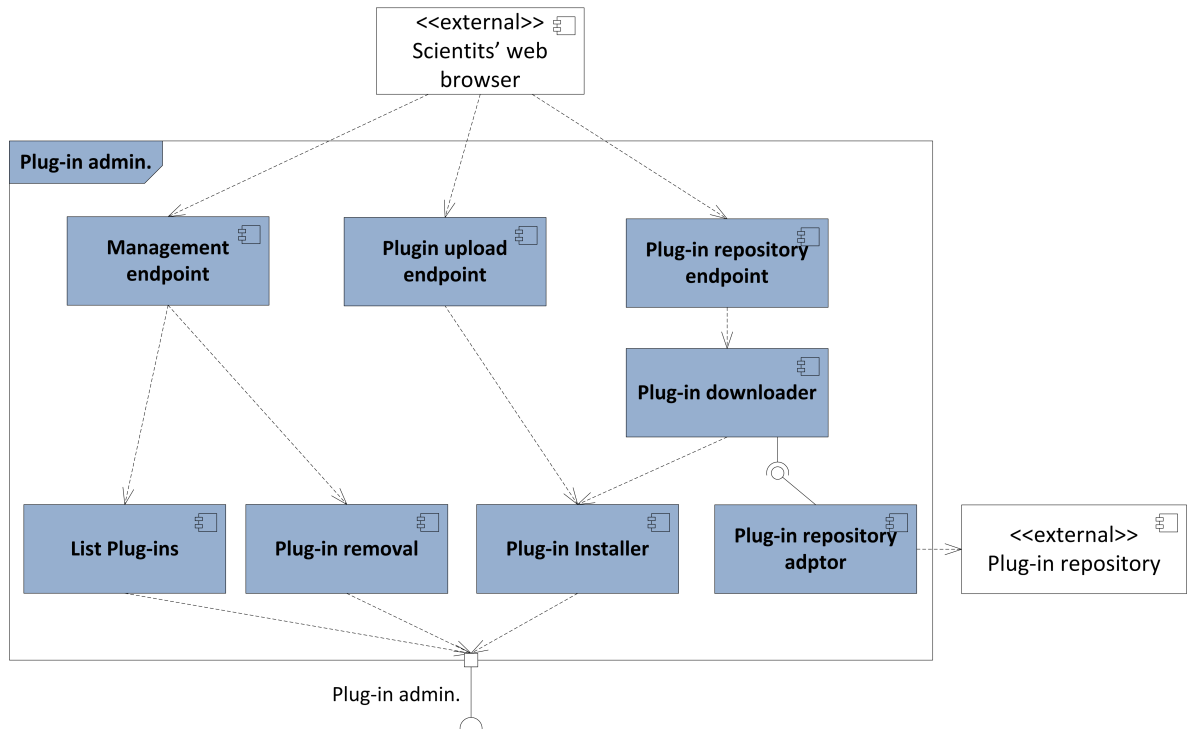 <<external>>
Scientits’ web
browser
Plug-in admin.
Management
endpoint
Plugin upload
endpoint
Plug-in repository
endpoint
Plug-in downloader
List Plug-ins
Plug-in removal
Plug-in Installer
Plug-in repository
adptor
<<external>>
Plug-in repository
Plug-in admin.